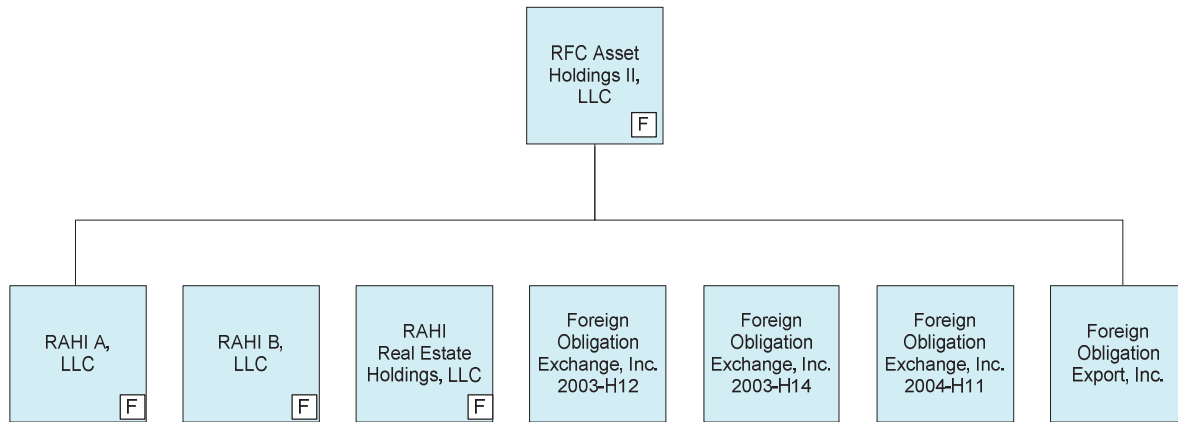 RFC Asset
Holdings II,
LLC
F
RAHI A,
LLC
F
RAHI B,
LLC
F
RAHI
Real Estate
Holdings, LLC
F
Foreign
Obligation
Exchange, Inc.
2003-H12
Foreign
Obligation
Exchange, Inc.
2003-H14
Foreign
Obligation
Exchange, Inc.
2004-H11
Foreign
Obligation
Export, Inc.